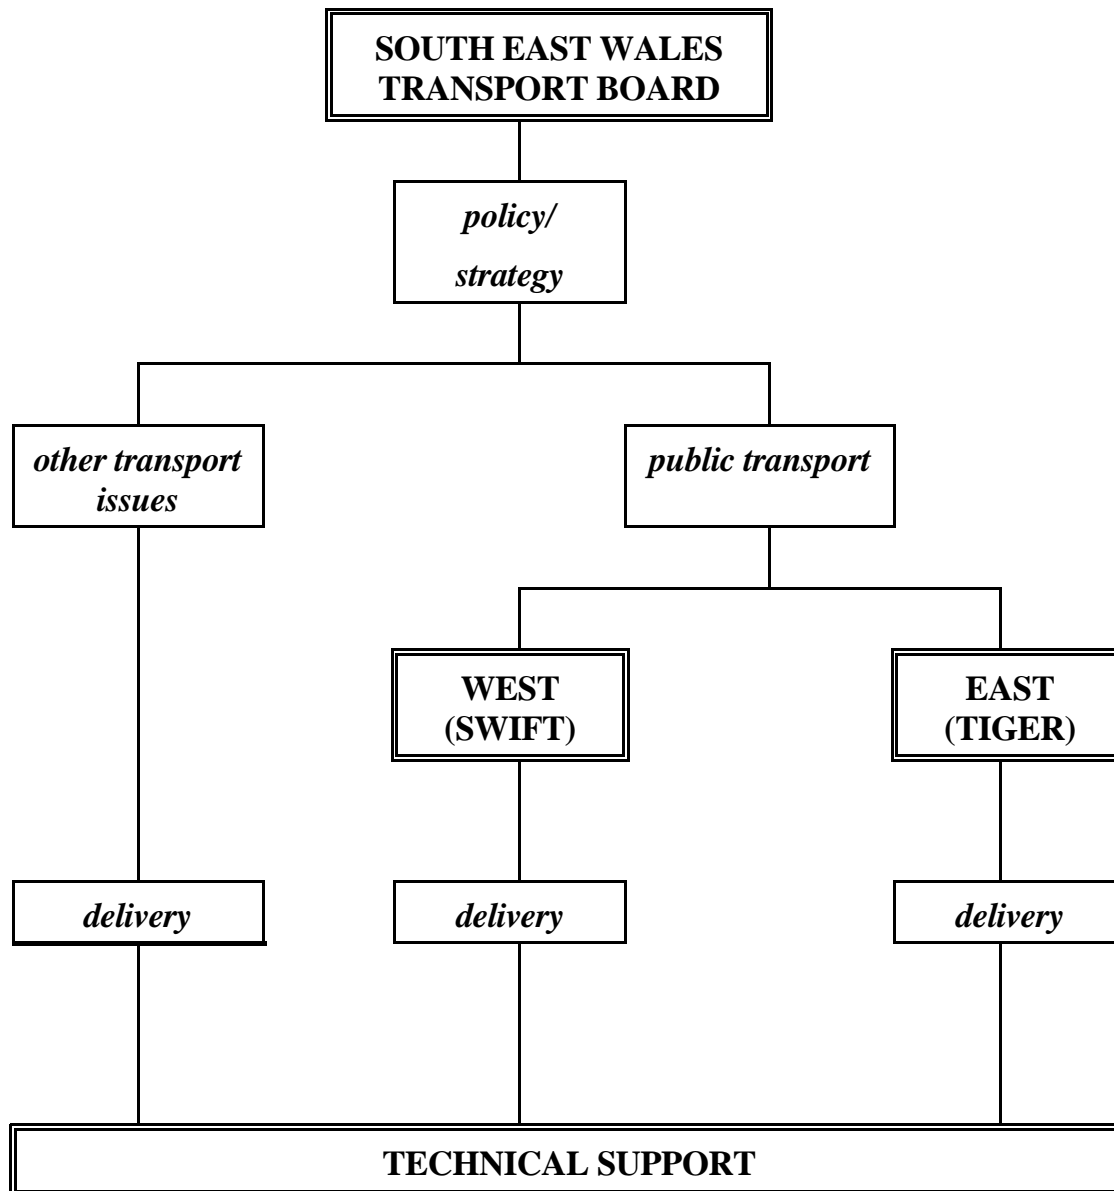 SOUTH EAST WALES
TRANSPORT BOARD
policy/
strategy
other transport
issues
public transport
WEST
(SWIFT)
EAST
(TIGER)
delivery
delivery
delivery
TECHNICAL SUPPORT